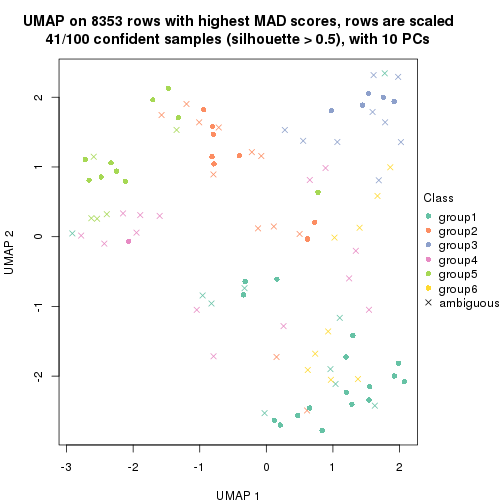 UMAP on 8353 rows with highest MAD scores, rows are scaled
41/100 confident samples (silhouette > 0.5), with 10 PCs
2
1
0
-1
-2
UMAP 2
-3
-2
-1
0
1
2
UMAP 1
Class
group1
group2
group3
group4
group5
group6
ambiguous